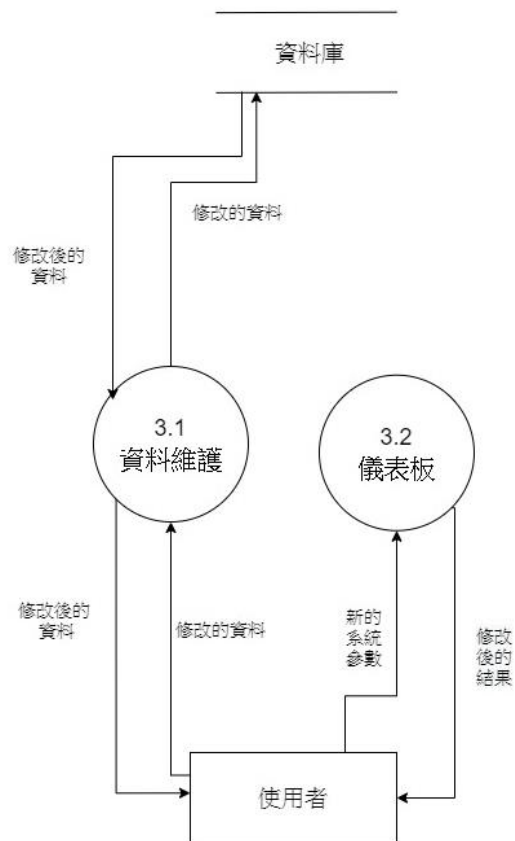 資料庫
修改的資料
修改後的
資料
3.1
資料維護
3.2
儀表板
修改後的
資料
修改的資料
新的
系統
參數
修改
後的
結果
使用者